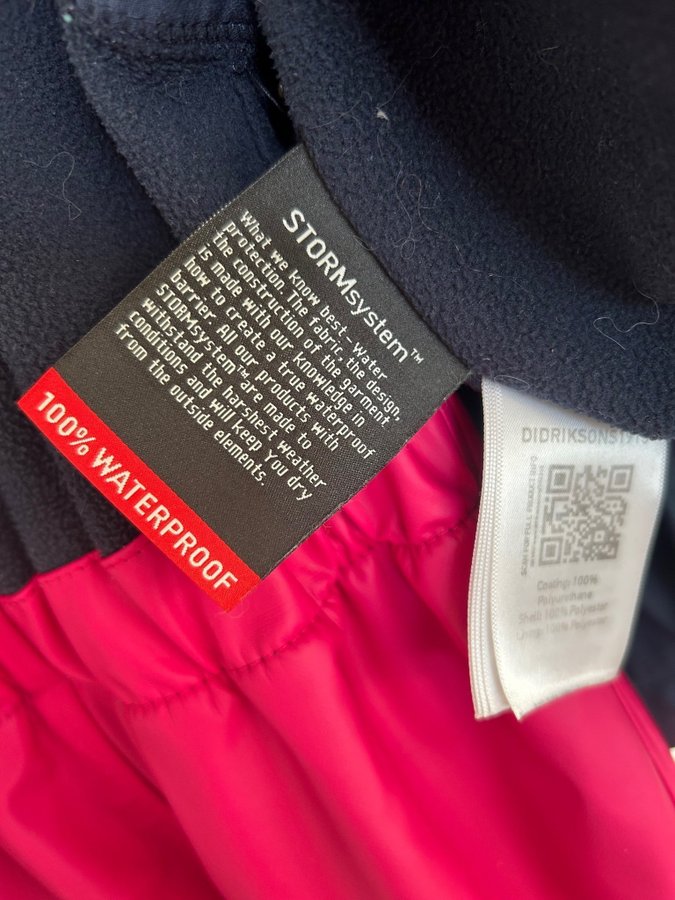 STORMsystem™
What we know best – water
protection. The fabric, the design,
the construction of the garment
is made with our knowledge in
how to create a true waterproof
barrier. All our products with
STORMsystem™ are made to
withstand the harshest weather
conditions and will keep You dry
from the outside elements.
100% WATERPROOF
DIDRIKSONS1913
Coating: 100%
Polyurethane
Shell: 100% Polyester
Lining: 100% Polyester